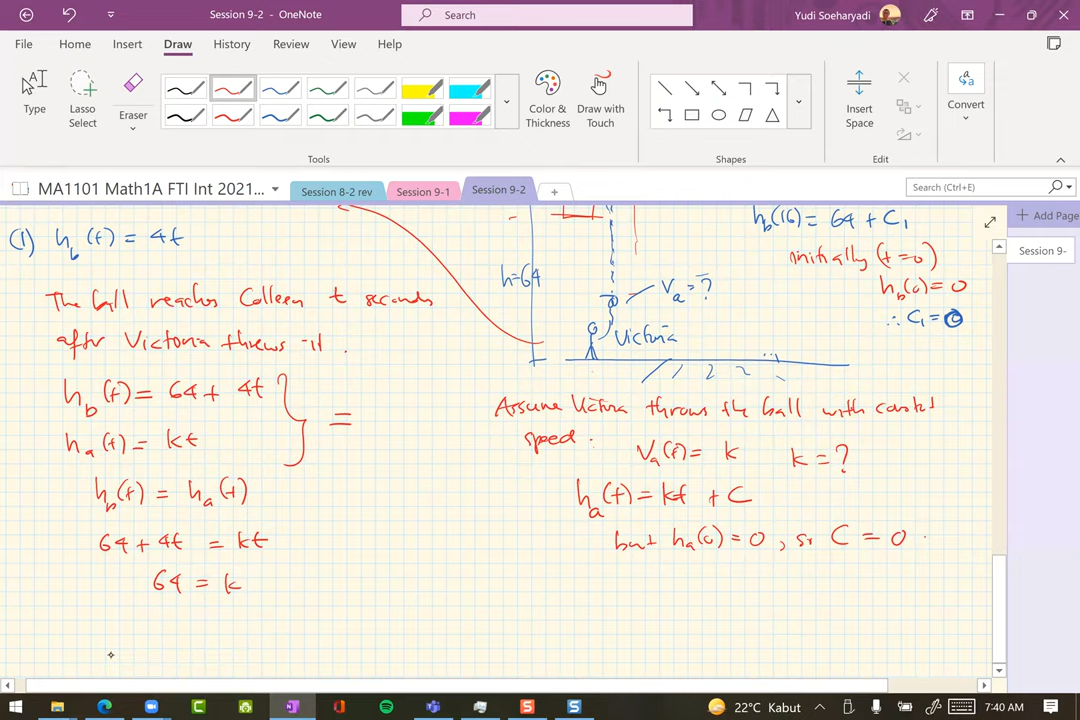 Session 9-2 - OneNote
Search
Yudi Soeharyadi
File Home Insert Draw History Review View Help
Type
Lasso Select
Eraser
Color & Thickness
Draw with Touch
Insert Space
Convert
Tools
Shapes
Edit
MA1101 Math1A FTI Int 2021...
Session 8-2 rev
Session 9-1
Session 9-2
Search (Ctrl+E)
Add Page
Session 9-
(1) h_b(t) = 4t
The ball reaches Colleen t seconds
after Victoria threws it.
h_b(t) = 64 + 4t
h_a(t) = kt
=
h_b(t) = h_a(t)
64 + 4t = kt
64 = k
h=64
v_a = ?
Victoria
1 2 2
h_b(16) = 64 + C_1
initially (t=0)
h_b(0) = 0
∴ C_1 = 0
Assume Victoria throws the ball with
speed.
v_a(t) = k k = ?
h_a(t) = kt + C
but h_a(0) = 0, so C = 0
22°C Kabut
7:40 AM